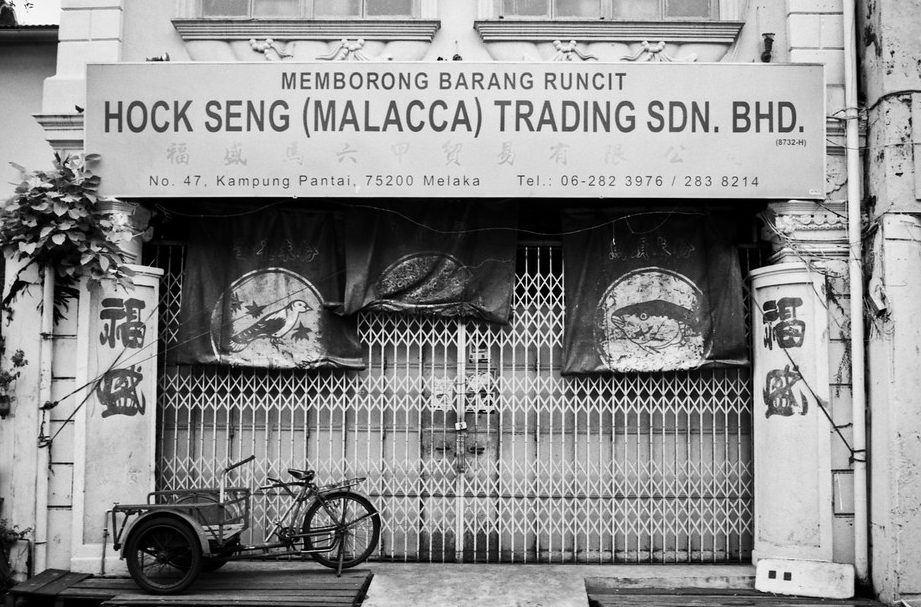 MEMBORONG BARANG RUNCIT
HOCK SENG (MALACCA) TRADING SDN. BHD.
(8732-H)
福盛馬六甲貿易有限公司
No. 47, Kampung Pantai, 75200 Melaka Tel.: 06-282 3976 / 283 8214
福盛
福盛